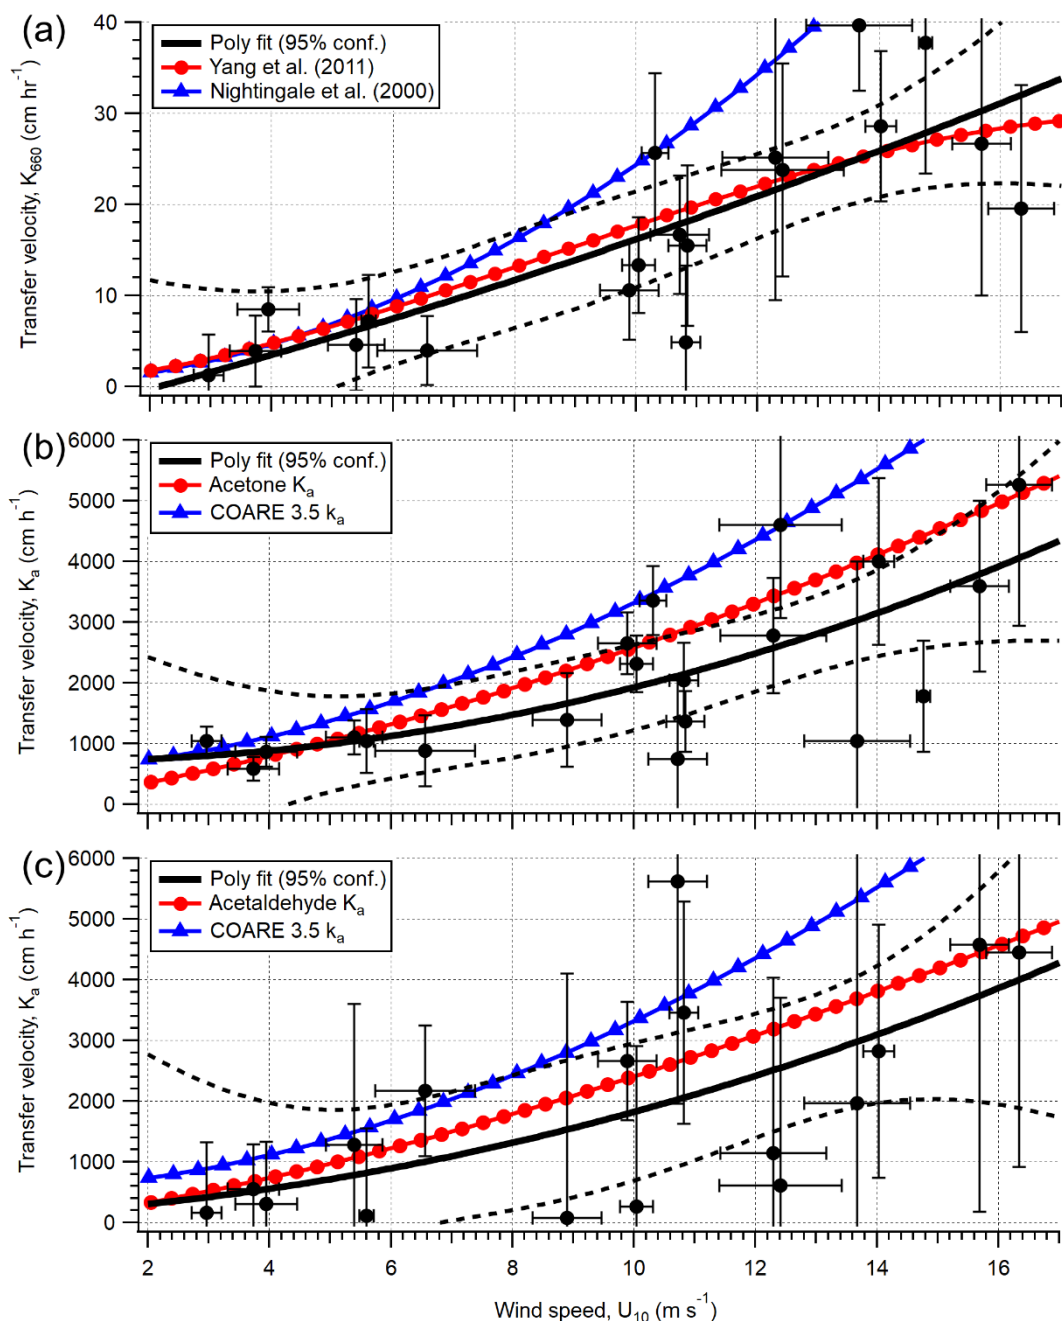 (a)
Poly fit (95% conf.)
Yang et al. (2011)
Nightingale et al. (2000)
Transfer velocity, K660 (cm hr-1)
40
30
20
10
0
(b)
Poly fit (95% conf.)
Acetone Ka
COARE 3.5 ka
Transfer velocity, Ka (cm h-1)
6000
5000
4000
3000
2000
1000
0
(c)
Poly fit (95% conf.)
Acetaldehyde Ka
COARE 3.5 ka
Transfer velocity, Ka (cm h-1)
6000
5000
4000
3000
2000
1000
0
2 4 6 8 10 12 14 16
Wind speed, U10 (m s-1)